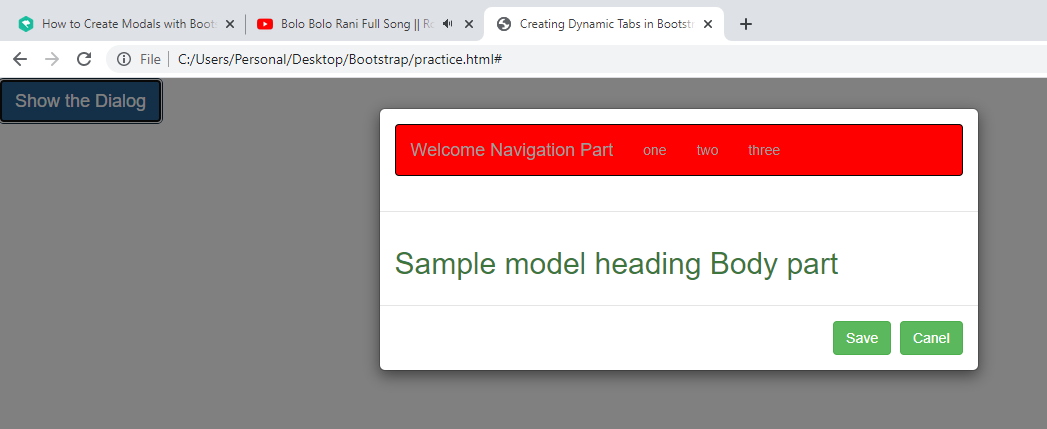 How to Create Modals with Boot
Bolo Bolo Rani Full Song || Ro
Creating Dynamic Tabs in Bootstr
File
C:/Users/Personal/Desktop/Bootstrap/practice.html#
Show the Dialog
Welcome Navigation Part one two three
Sample model heading Body part
Save Canel